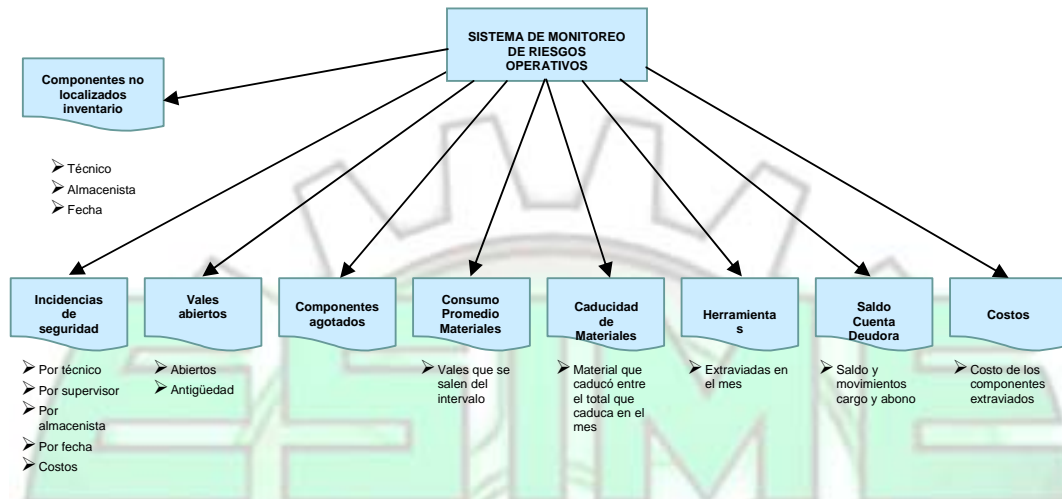 SISTEMA DE MONITOREO
DE RIESGOS
OPERATIVOS
Componentes no
localizados
inventario
Técnico
Almacenista
Fecha
Incidencias
de
seguridad
Por técnico
Por supervisor
Por
almacenista
Por fecha
Costos
Vales
abiertos
Abiertos
Antigüedad
Componentes
agotados
Consumo
Promedio
Materiales
Vales que se
salen del
intervalo
Caducidad
de
Materiales
Material que
caducó entre
el total que
caduca en el
mes
Herramienta
s
Extraviadas en
el mes
Saldo
Cuenta
Deudora
Saldo y
movimientos
cargo y abono
Costos
Costo de los
componentes
extraviados
ESIME